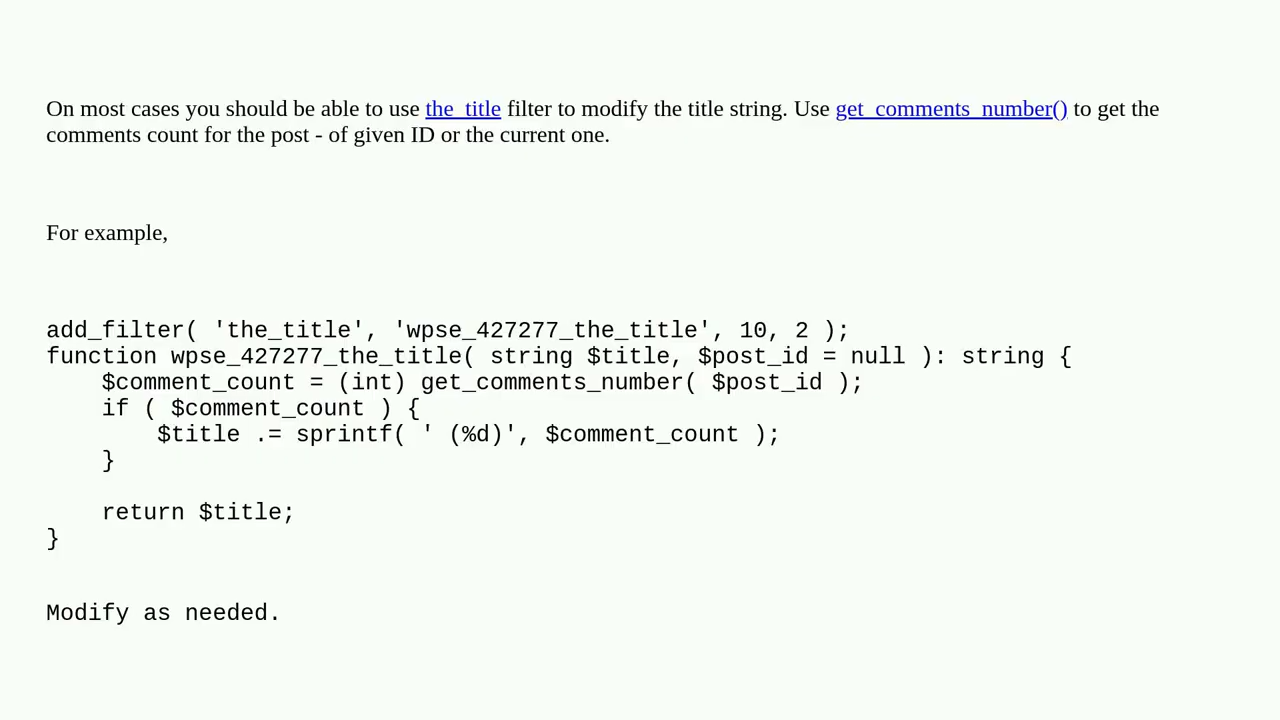 On most cases you should be able to use the_title filter to modify the title string. Use get_comments_number() to get the
comments count for the post - of given ID or the current one.
For example,
add_filter( 'the_title', 'wpse_427277_the_title', 10, 2 );
function wpse_427277_the_title( string $title, $post_id = null ): string {
    $comment_count = (int) get_comments_number( $post_id );
    if ( $comment_count ) {
        $title .= sprintf( ' (%d)', $comment_count );
    }
    return $title;
}
Modify as needed.